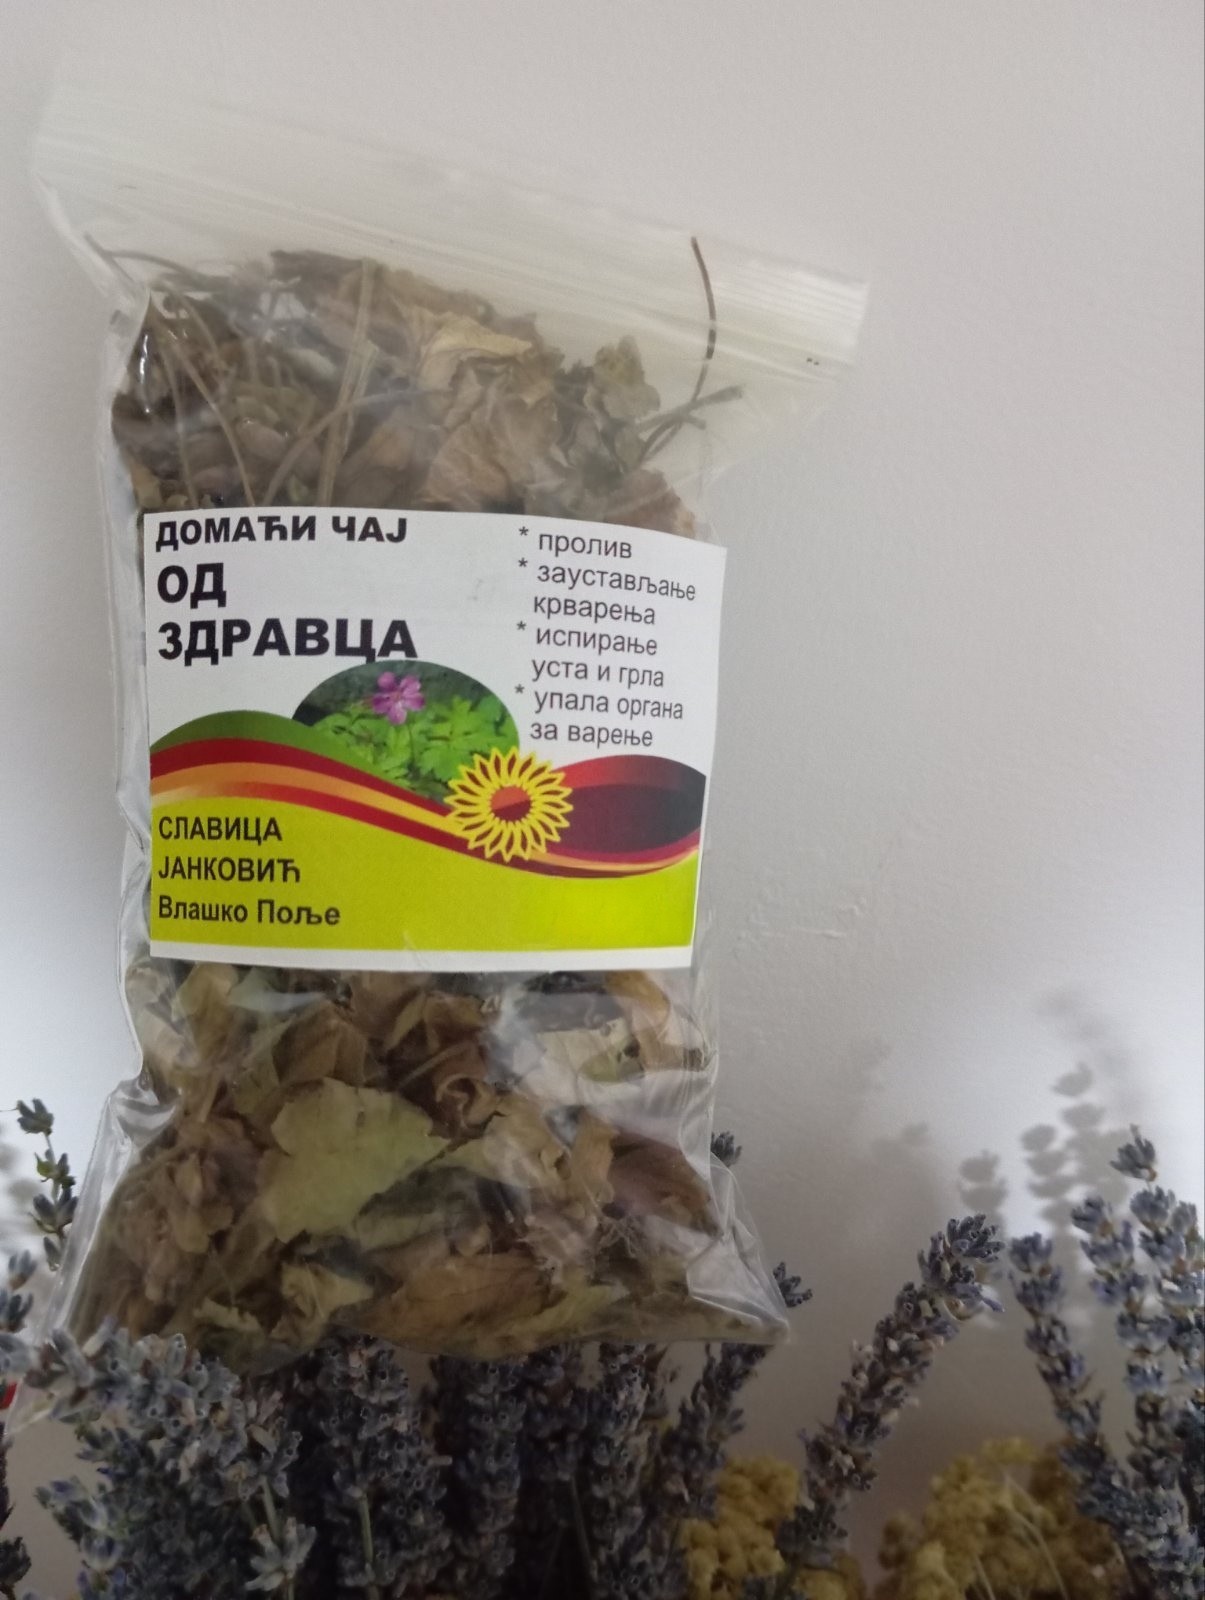 ДОМАЋИ ЧАЈ
ОД
ЗДРАВЦА
* пролив
* заустављање
крварења
* испирање
уста и грла
* упала органа
за варење
СЛАВИЦА
ЈАНКОВИЋ
Влашко Поље